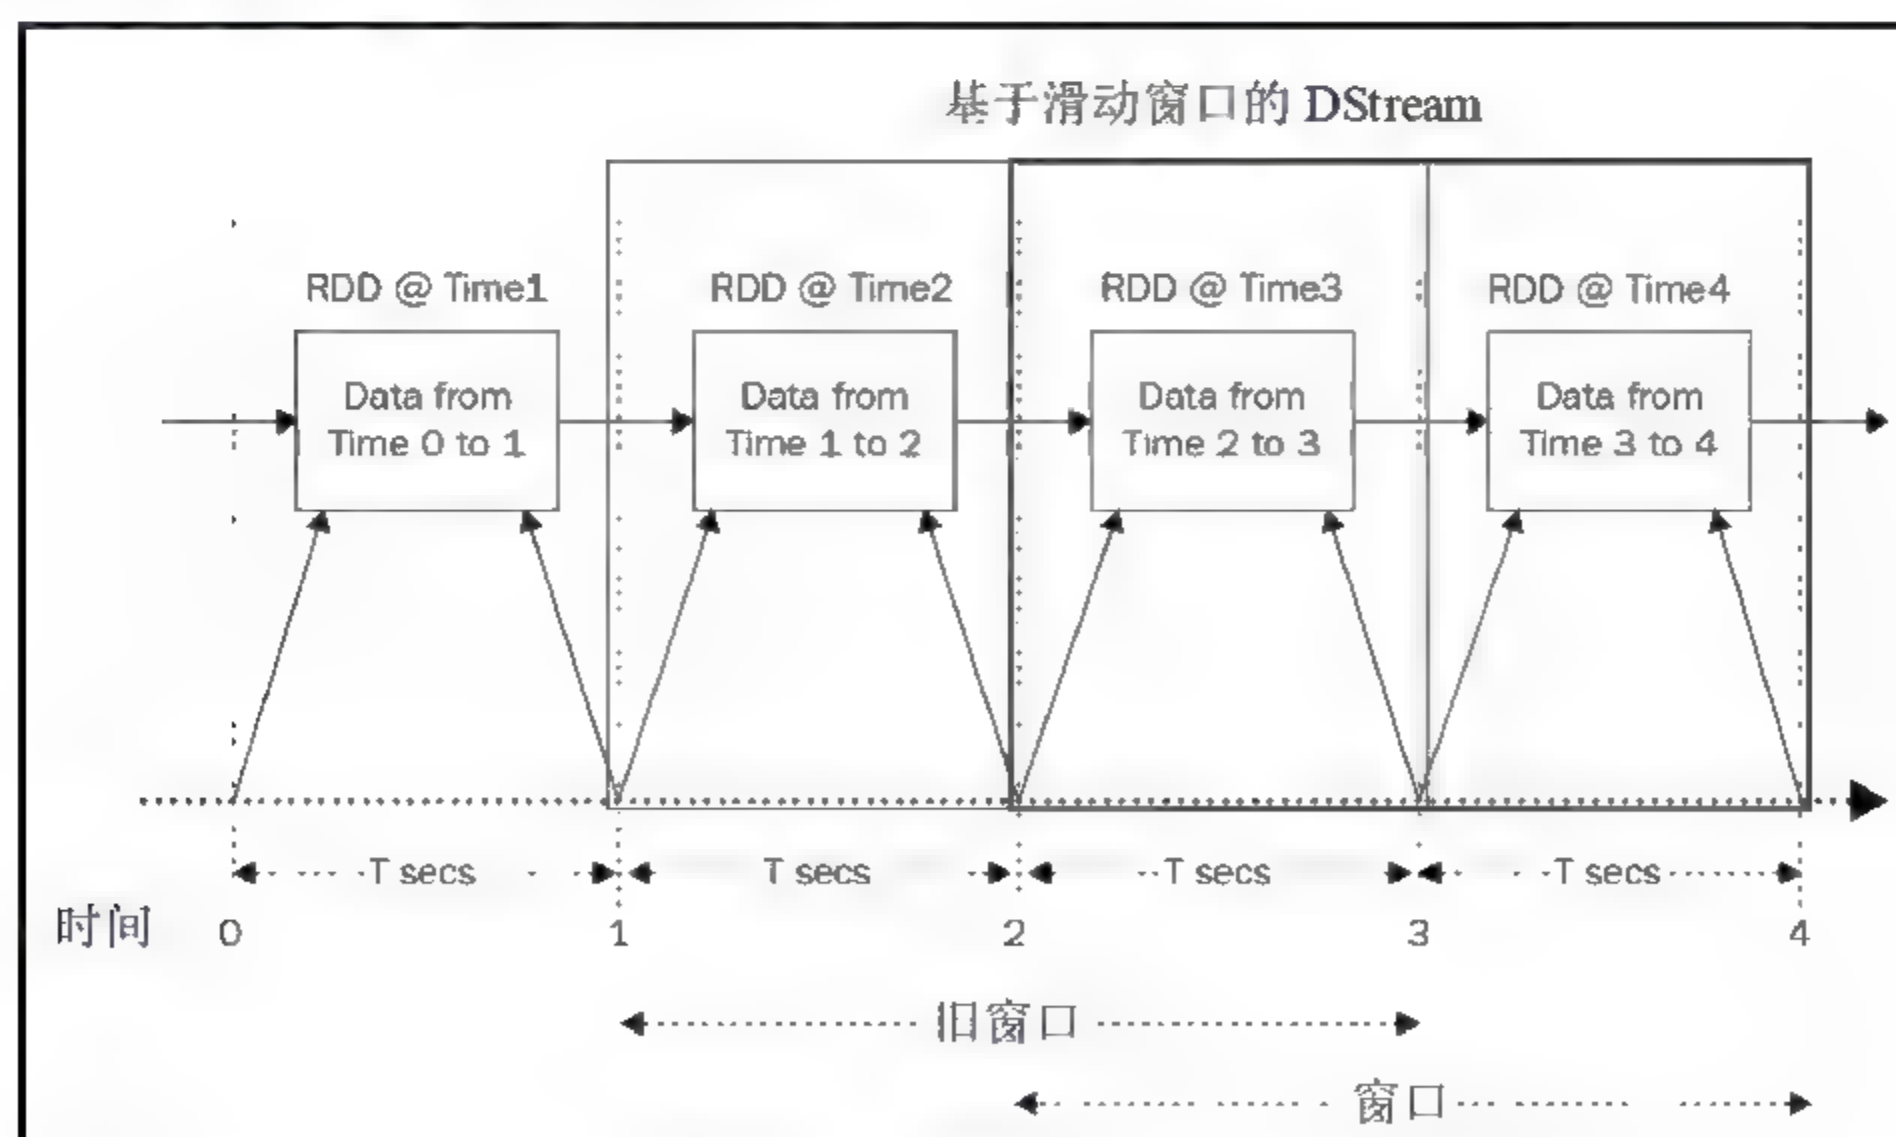 基于滑动窗口的 DStream
RDD @ Time1
RDD @ Time2
RDD @ Time3
RDD @ Time4
Data from
Time 0 to 1
Data from
Time 1 to 2
Data from
Time 2 to 3
Data from
Time 3 to 4
T secs
T secs
T secs
T secs
时间 0 1 2 3 4
旧窗口
窗口